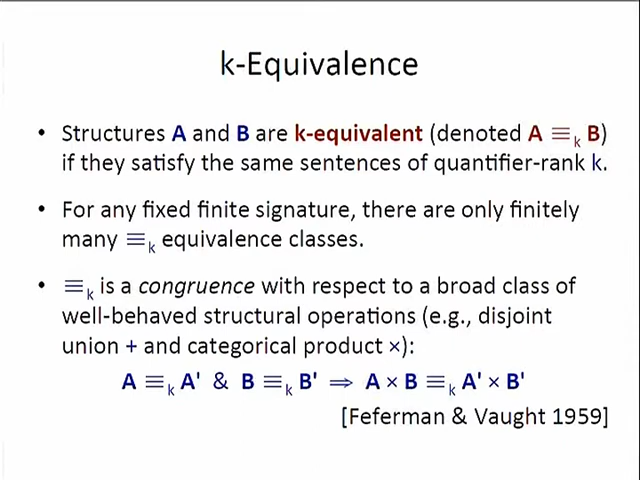 k-Equivalence
• Structures A and B are k-equivalent (denoted A ≡k B)
if they satisfy the same sentences of quantifier-rank k.
• For any fixed finite signature, there are only finitely
many ≡k equivalence classes.
• ≡k is a congruence with respect to a broad class of
well-behaved structural operations (e.g., disjoint
union + and categorical product ×):
A ≡k A' & B ≡k B' ⇒ A × B ≡k A' × B'
[Feferman & Vaught 1959]